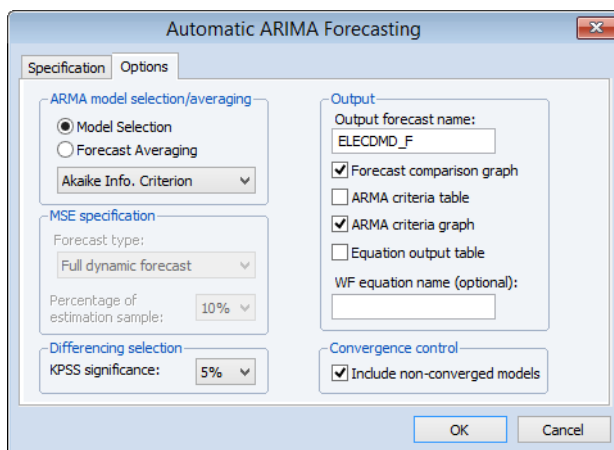 Automatic ARIMA Forecasting
Specification
Options
ARMA model selection/averaging
Model Selection
Forecast Averaging
Akaike Info. Criterion
MSE specification
Forecast type:
Full dynamic forecast
Percentage of
estimation sample:
10%
Differencing selection
KPSS significance:
5%
Output
Output forecast name:
ELECDMD_F
Forecast comparison graph
ARMA criteria table
ARMA criteria graph
Equation output table
WF equation name (optional):
Convergence control
Include non-converged models
OK
Cancel